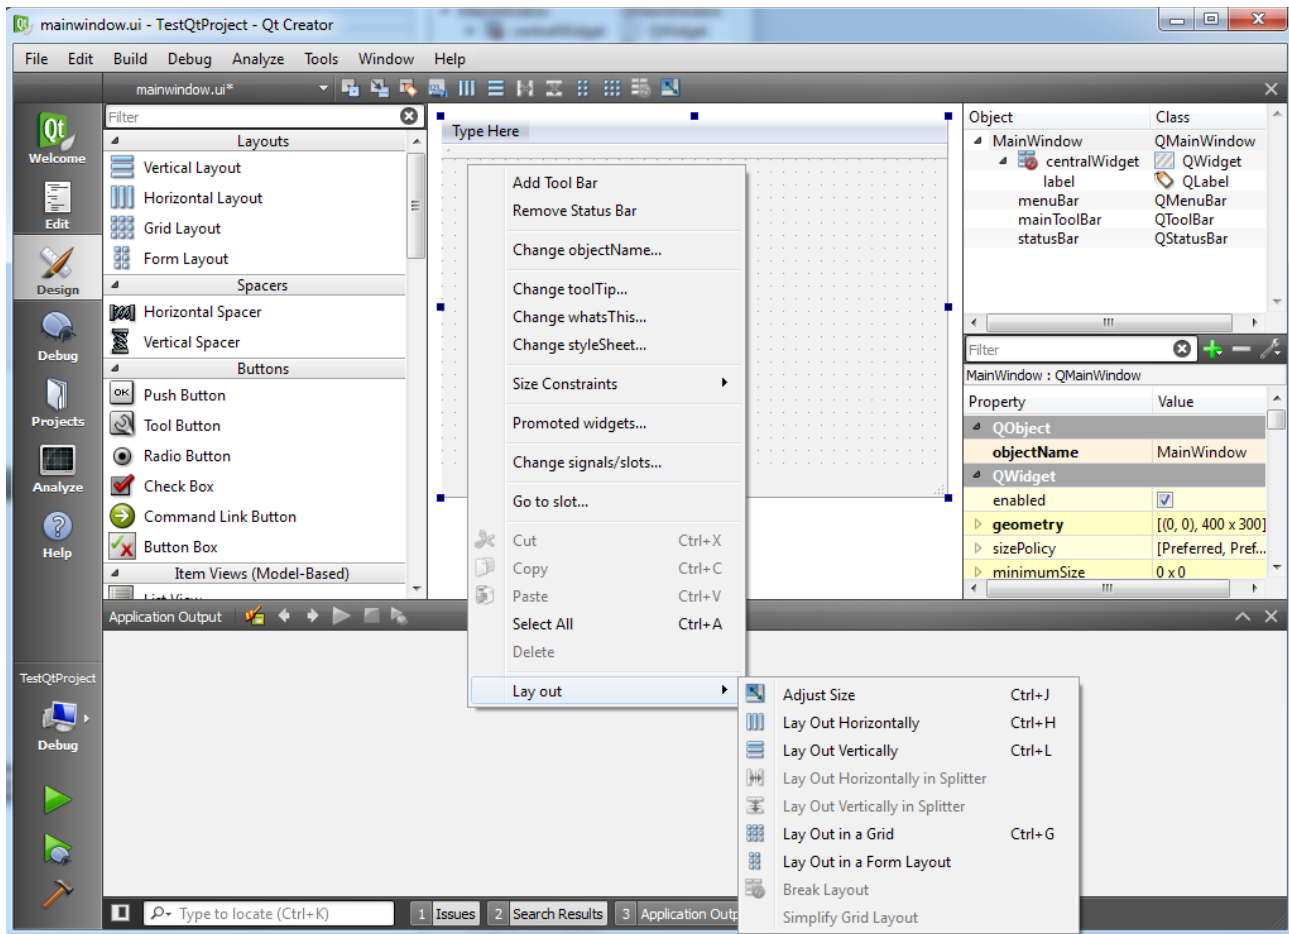 mainwindow.ui - TestQtProject - Qt Creator
File Edit Build Debug Analyze Tools Window Help
mainwindow.ui*
Welcome
Edit
Design
Debug
Projects
Analyze
Help
TestQtProject
Debug
Filter
Layouts
Vertical Layout
Horizontal Layout
Grid Layout
Form Layout
Spacers
Horizontal Spacer
Vertical Spacer
Buttons
OK Push Button
Tool Button
Radio Button
Check Box
Command Link Button
Button Box
Item Views (Model-Based)
List View
Type Here
Add Tool Bar
Remove Status Bar
Change objectName...
Change toolTip...
Change whatsThis...
Change styleSheet...
Size Constraints
Promoted widgets...
Change signals/slots...
Go to slot...
Cut Ctrl+X
Copy Ctrl+C
Paste Ctrl+V
Select All Ctrl+A
Delete
Lay out
Adjust Size Ctrl+J
Lay Out Horizontally Ctrl+H
Lay Out Vertically Ctrl+L
Lay Out Horizontally in Splitter
Lay Out Vertically in Splitter
Lay Out in a Grid Ctrl+G
Lay Out in a Form Layout
Break Layout
Simplify Grid Layout
Object Class
MainWindow QMainWindow
centralWidget QWidget
label QLabel
menuBar QMenuBar
mainToolBar QToolBar
statusBar QStatusBar
Filter
MainWindow : QMainWindow
Property Value
QObject
objectName MainWindow
QWidget
enabled
geometry [(0, 0), 400 x 300]
sizePolicy [Preferred, Pref...
minimumSize 0 x 0
Application Output
Type to locate (Ctrl+K)
1 Issues 2 Search Results 3 Application Outp